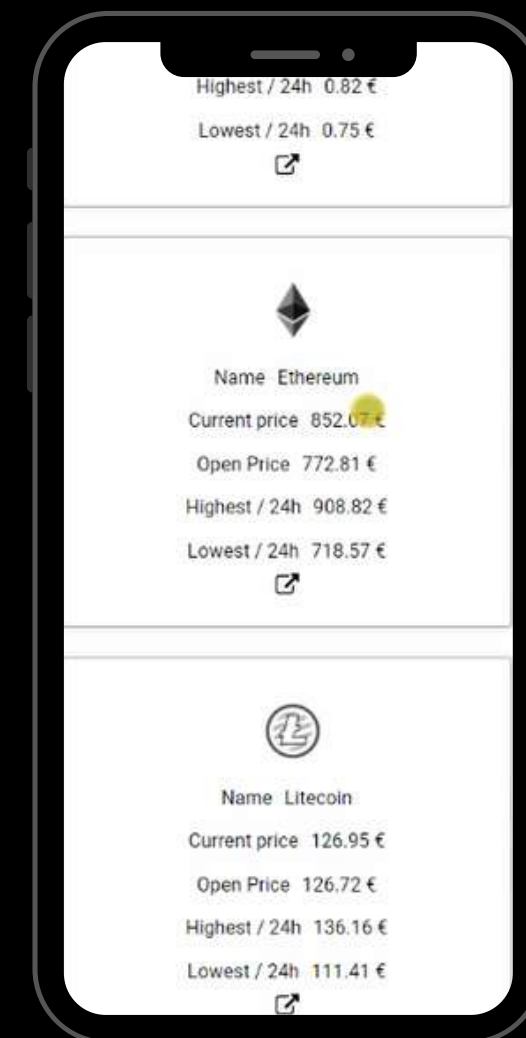 Highest / 24h 0.82 €
Lowest / 24h 0.75 €
Name Ethereum
Current price 852.07 €
Open Price 772.81 €
Highest / 24h 908.82 €
Lowest / 24h 718.57 €
Name Litecoin
Current price 126.95 €
Open Price 126.72 €
Highest / 24h 136.16 €
Lowest / 24h 111.41 €